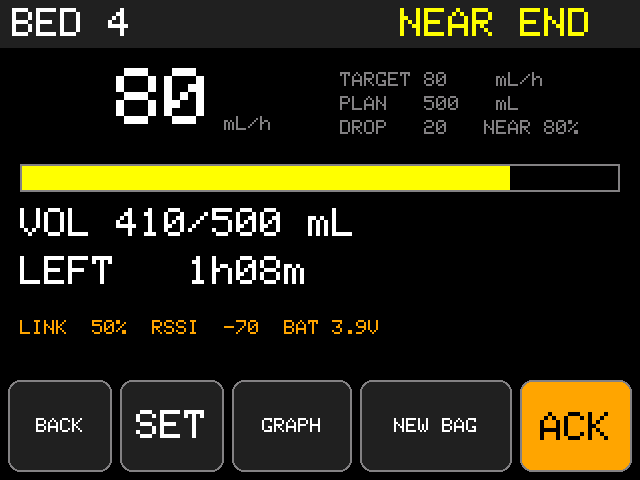 BED 4 NEAR END
80 mL/h
TARGET 80 mL/h
PLAN 500 mL
DROP 20 NEAR 80%
VOL 410/500 mL
LEFT 1h08m
LINK 50% RSSI -70 BAT 3.9V
BACK SET GRAPH NEW BAG ACK